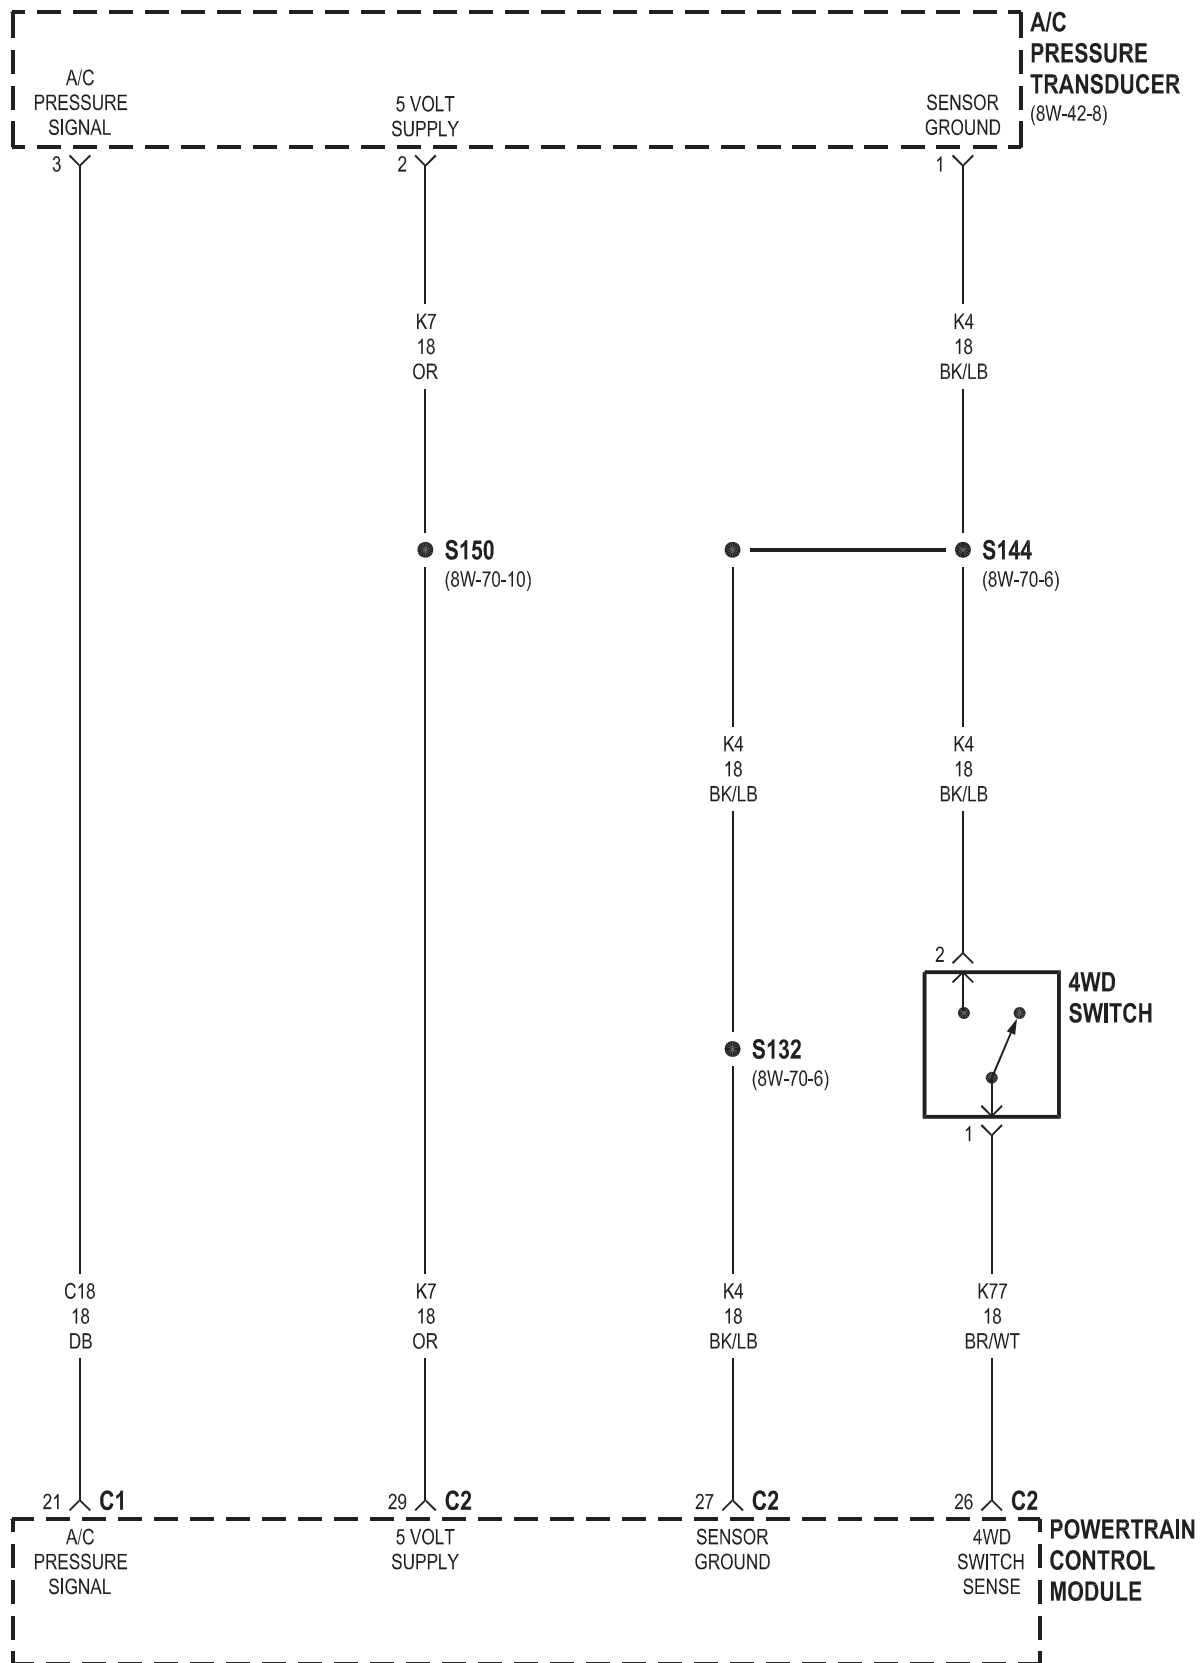 A/C
PRESSURE
TRANSDUCER
(8W-42-8)
A/C
PRESSURE
SIGNAL
5 VOLT
SUPPLY
SENSOR
GROUND
3
2
1
K7
18
OR
K4
18
BK/LB
S150
(8W-70-10)
S144
(8W-70-6)
K4
18
BK/LB
K4
18
BK/LB
2
4WD
SWITCH
S132
(8W-70-6)
1
C18
18
DB
K7
18
OR
K4
18
BK/LB
K77
18
BR/WT
21 C1
29 C2
27 C2
26 C2
A/C
PRESSURE
SIGNAL
5 VOLT
SUPPLY
SENSOR
GROUND
4WD
SWITCH
SENSE
POWERTRAIN
CONTROL
MODULE